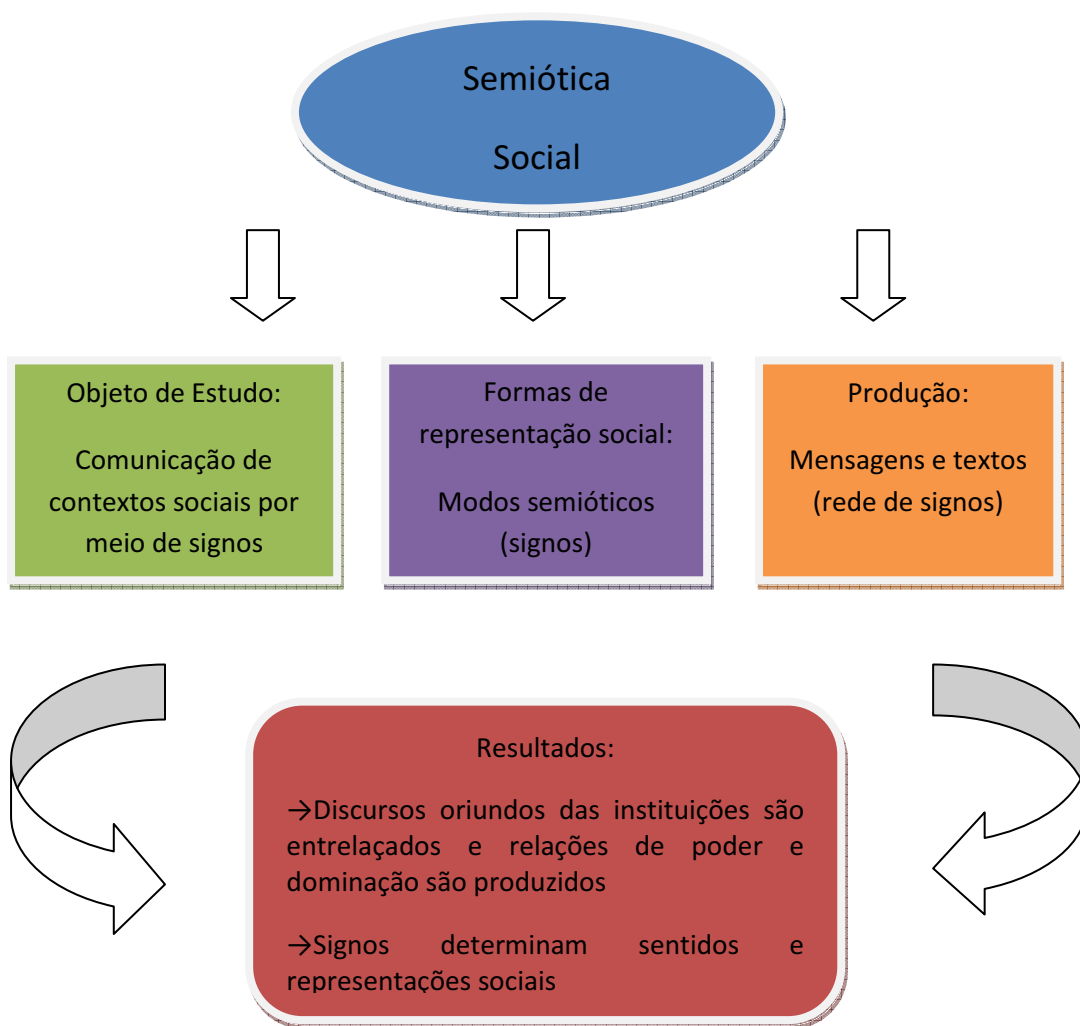 Semiótica
Social
Objeto de Estudo:
Comunicação de
contextos sociais por
meio de signos
Formas de
representação social:
Modos semióticos
(signos)
Produção:
Mensagens e textos
(rede de signos)
Resultados:
→Discursos oriundos das instituições são
entrelaçados e relações de poder e
dominação são produzidos
→Signos determam sentidos e
representações sociais